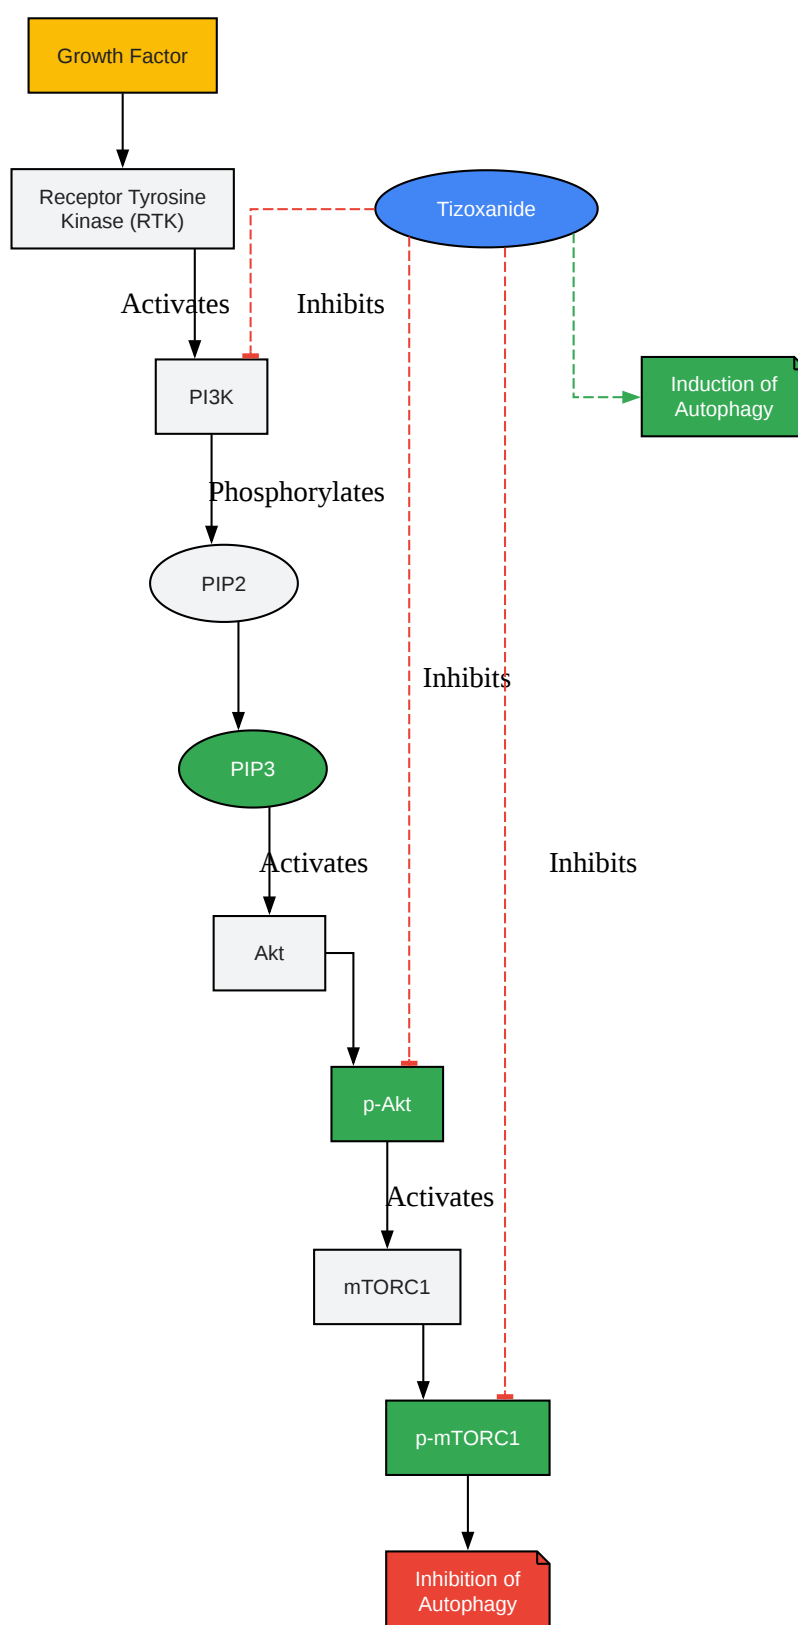 Growth Factor
Receptor Tyrosine
Kinase (RTK)
Tizoxanide
Activates
Inhibits
PI3K
Induction of
Autophagy
Phosphorylates
PIP2
Inhibits
PIP3
Activates
Inhibits
Akt
p-Akt
Activates
mTORC1
p-mTORC1
Inhibition of
Autophagy